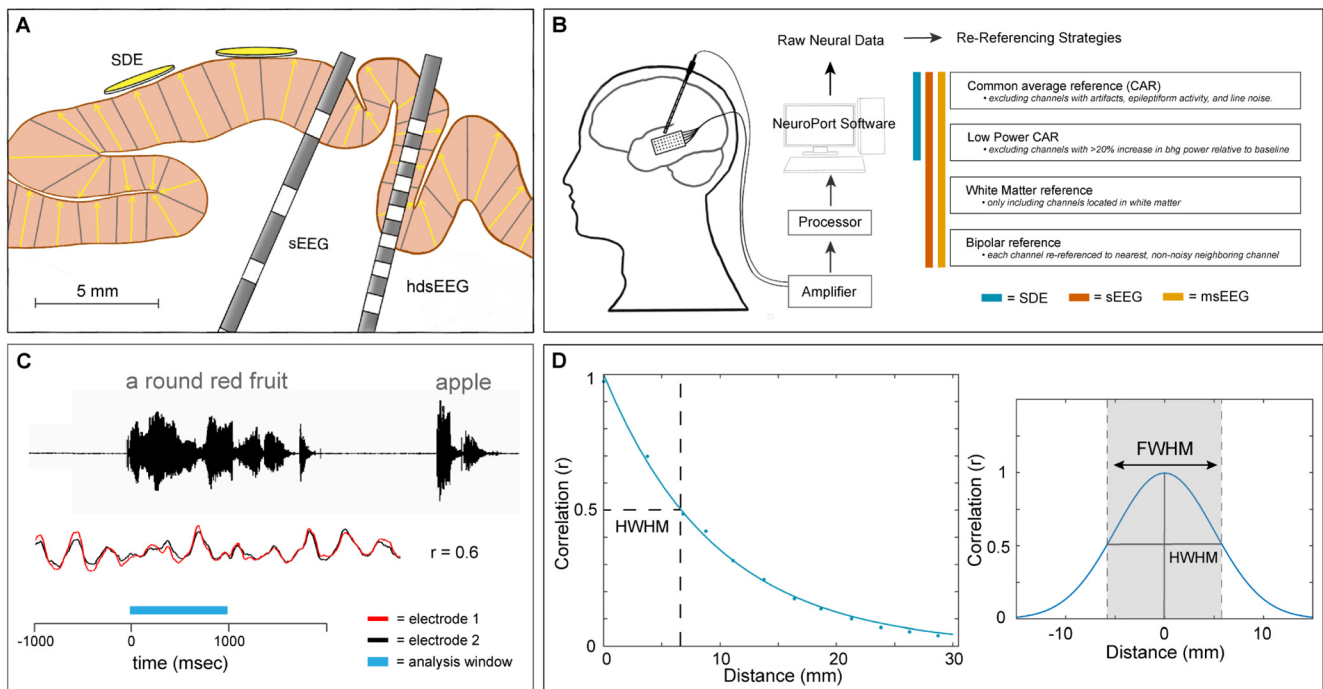 A
SDE
sEEG
hdsEEG
5 mm
B
Raw Neural Data
Re-Referencing Strategies
NeuroPort Software
Processor
Amplifier
Common average reference (CAR)
• excluding channels with artifacts, epileptiform activity, and line noise.
Low Power CAR
• excluding channels with >20% increase in bhg power relative to baseline
White Matter reference
• only including channels located in white matter
Bipolar reference
• each channel re-referenced to nearest, non-noisy neighboring channel
= SDE = sEEG = msEEG
C
a round red fruit apple
r = 0.6
-1000 0 1000
time (msec)
= electrode 1
= electrode 2
= analysis window
D
Correlation (r)
1
0.5
0
HWHM
0 10 20 30
Distance (mm)
Correlation (r)
1
0.5
0
FWHM
HWHM
-10 0 10
Distance (mm)